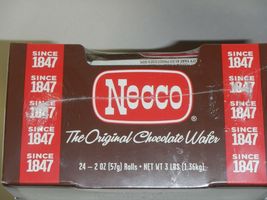 SINCE
1847
SINCE
1847
SINCE
1847
SINCE
1847
SINCE
1847
Necco
®
The Original Chocolate Wafer
24 – 2 OZ (57g) Rolls • NET WT 3 LBS (1.36kg)
SINCE
1847
SINCE
1847
SINCE
1847
SINCE
1847
SINCE
1847